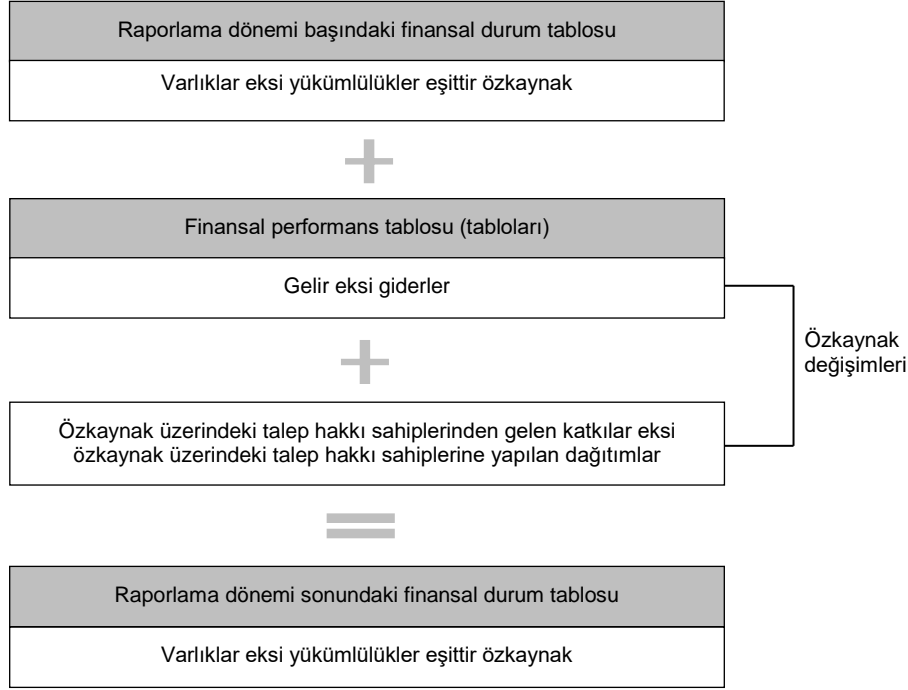 Raporlama dönemi başındaki finansal durum tablosu
Varlıklar eksi yükümlülükler eşittir özkaynak
+
Finansal performans tablosu (tabloları)
Gelir eksi giderler
+
Özkaynak
değişimleri
Özkaynak üzerindeki talep hakkı sahiplerinden gelen katkılar eksi
özkaynak üzerindeki talep hakkı sahiplerine yapılan dağıtımlar
=
Raporlama dönemi sonundaki finansal durum tablosu
Varlıklar eksi yükümlülükler eşittir özkaynak